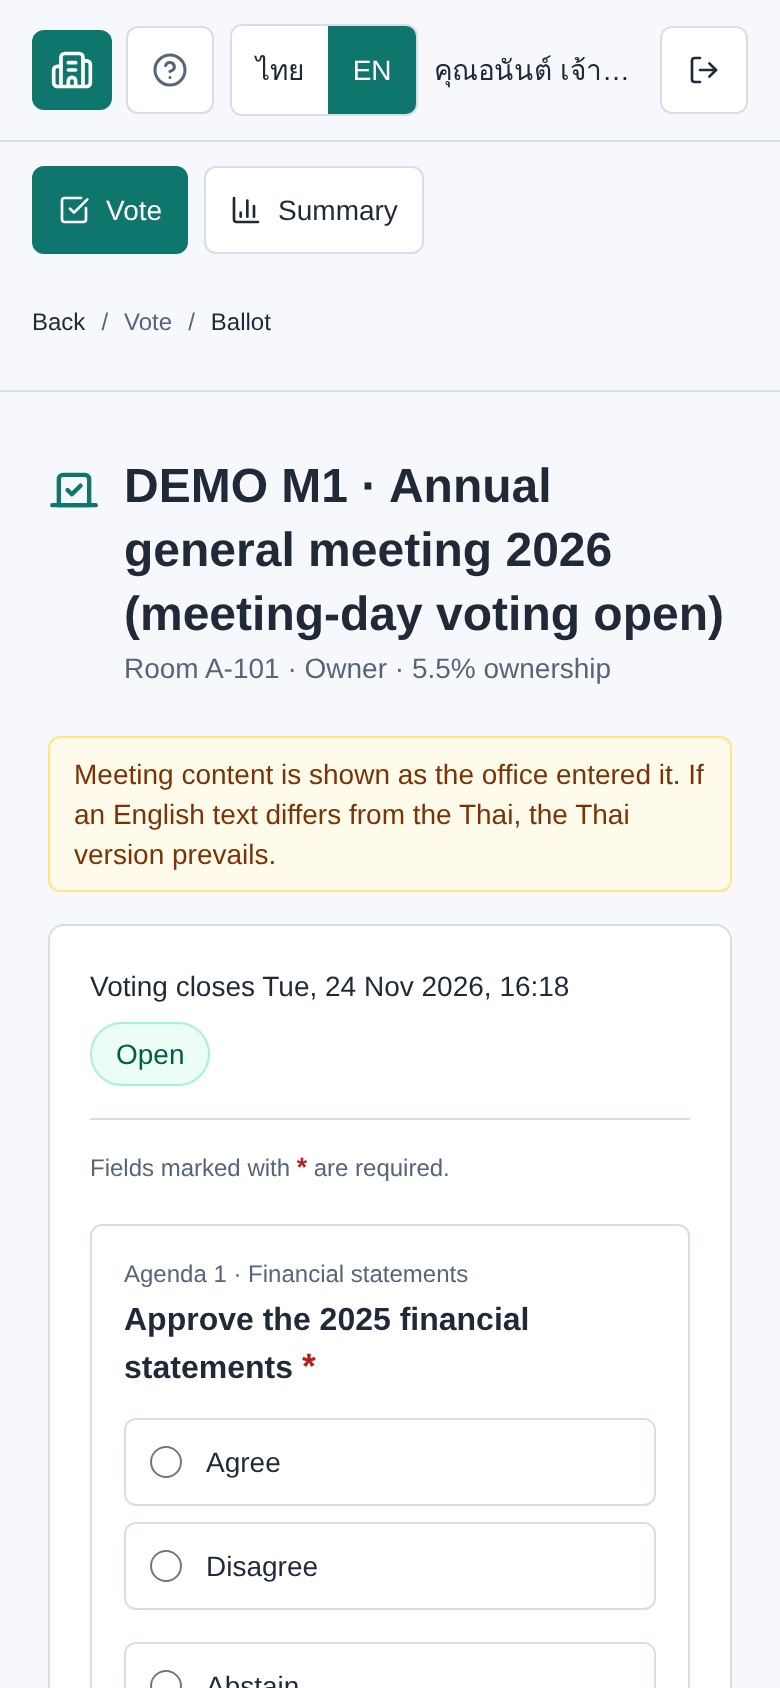 ไทย
EN
คุณอนันต์ เจ้า...
Vote
Summary
Back / Vote / Ballot
DEMO M1 · Annual
general meeting 2026
(meeting-day voting open)
Room A-101 · Owner · 5.5% ownership
Meeting content is shown as the office entered it. If
an English text differs from the Thai, the Thai
version prevails.
Voting closes Tue, 24 Nov 2026, 16:18
Open
Fields marked with * are required.
Agenda 1 · Financial statements
Approve the 2025 financial
statements *
Agree
Disagree
Abstain